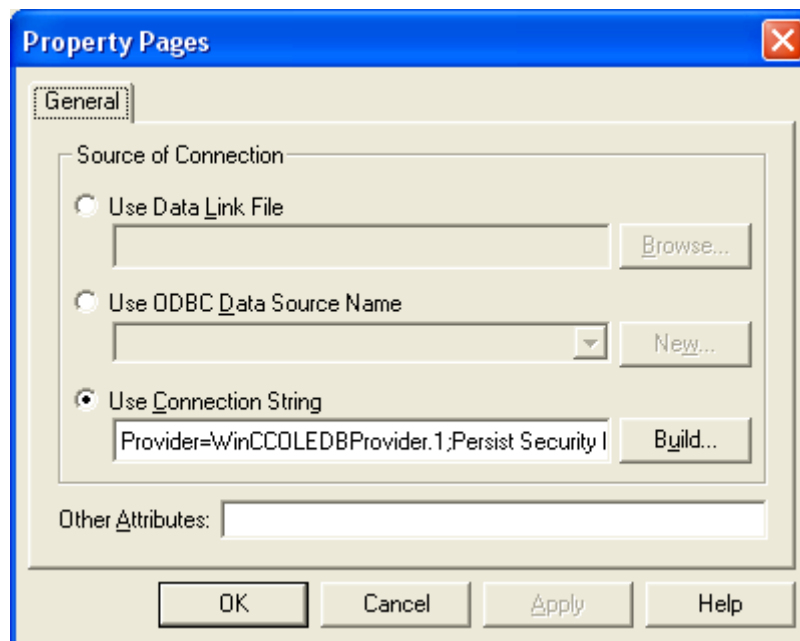 Property Pages
General
Source of Connection
Use Data Link File
Browse...
Use ODBC Data Source Name
New...
Use Connection String
Provider=WinCCOLEDBProvider.1;Persist Security I
Build...
Other Attributes:
OK
Cancel
Apply
Help